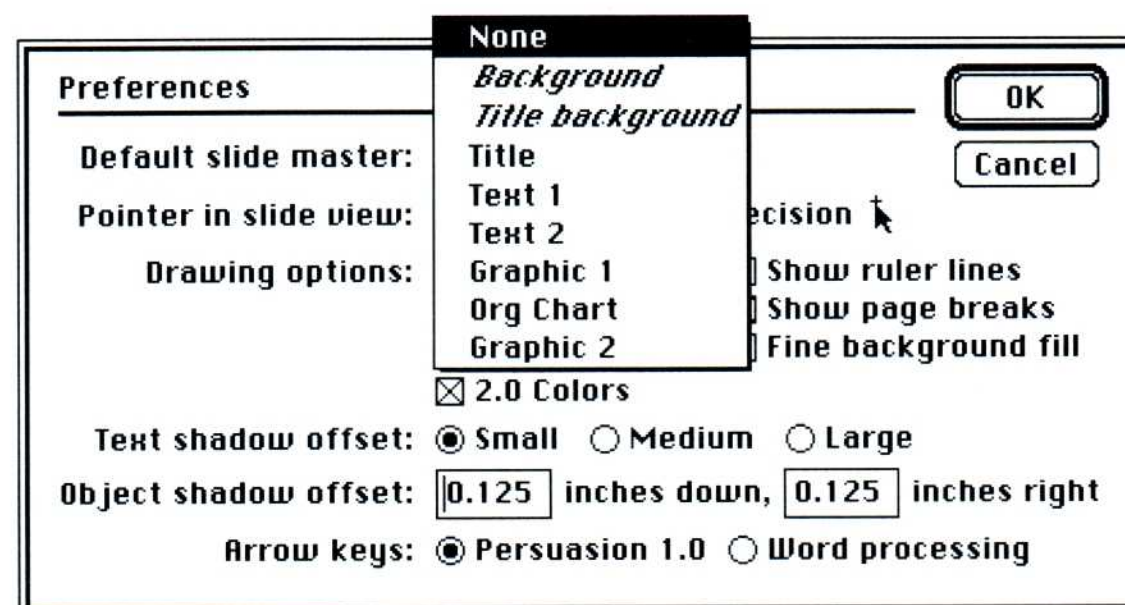 None
Preferences
Background
Title background
OK
Default slide master:
Title
Cancel
Text 1
Pointer in slide view:
ecision
Text 2
Drawing options:
Graphic 1
Show ruler lines
Org Chart
Show page breaks
Graphic 2
Fine background fill
2.0 Colors
Text shadow offset: Small Medium Large
Object shadow offset: 0.125 inches down, 0.125 inches right
Arrow keys: Persuasion 1.0 Word processing